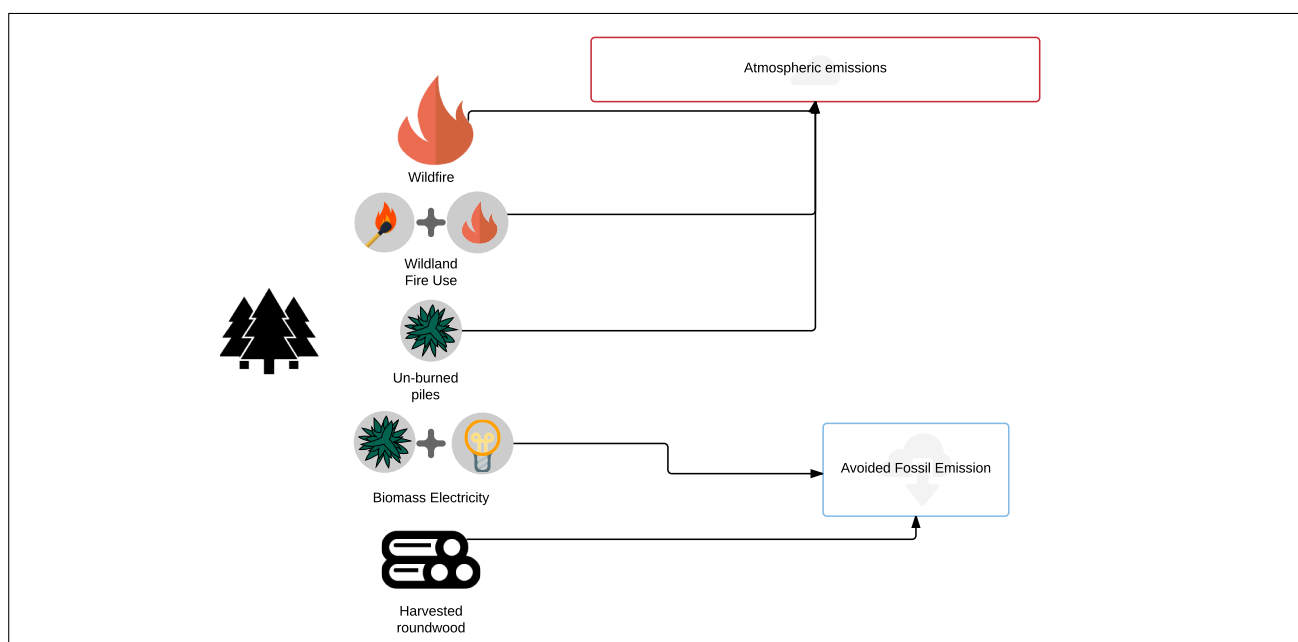 Atmospheric emissions
Wildfire
Wildland
Fire Use
Un-burned
piles
Biomass Electricity
Avoided Fossil Emission
Harvested
roundwood